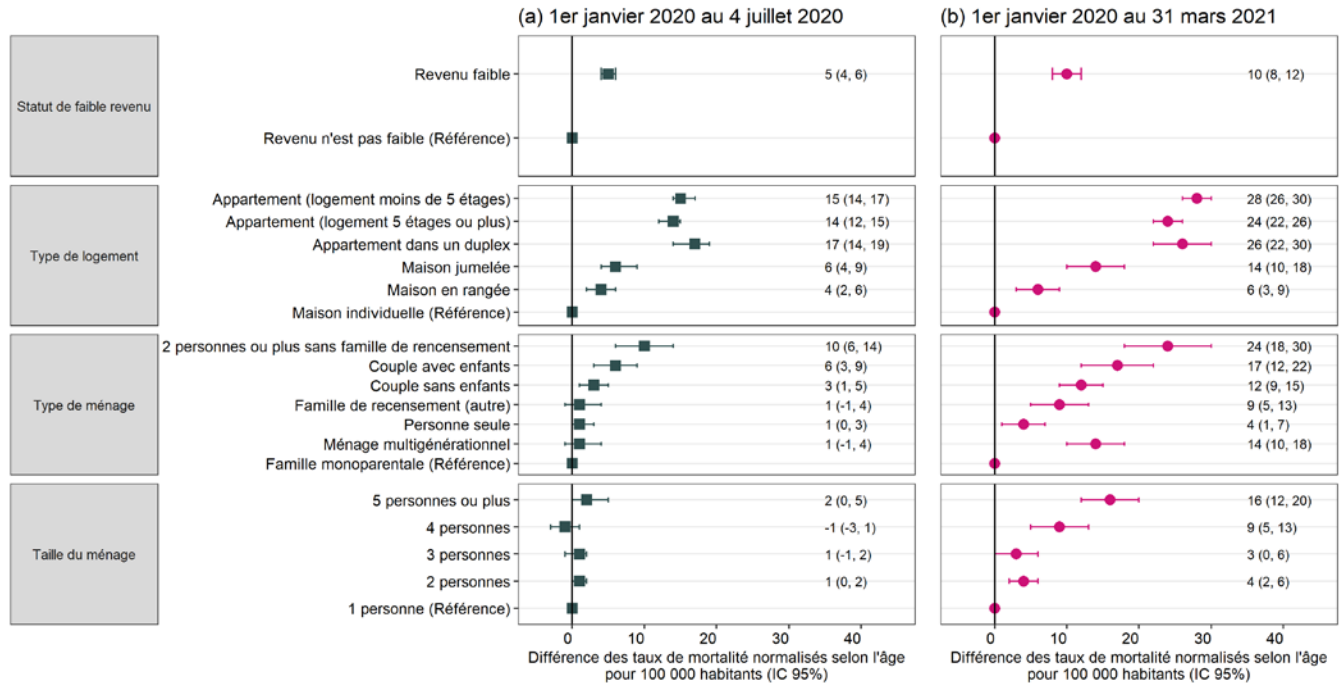 (a) 1er janvier 2020 au 4 juillet 2020
(b) 1er janvier 2020 au 31 mars 2021
Statut de faible revenu
Revenu faible
5 (4, 6)
10 (8, 12)
Revenu n'est pas faible (Référence)
Type de logement
Appartement (logement moins de 5 étages)
15 (14, 17)
28 (26, 30)
Appartement (logement 5 étages ou plus)
14 (12, 15)
24 (22, 26)
Appartement dans un duplex
17 (14, 19)
26 (22, 30)
Maison jumelée
6 (4, 9)
14 (10, 18)
Maison en rangée
4 (2, 6)
6 (3, 9)
Maison individuelle (Référence)
Type de ménage
2 personnes ou plus sans famille de rencensement
10 (6, 14)
24 (18, 30)
Couple avec enfants
6 (3, 9)
17 (12, 22)
Couple sans enfants
3 (1, 5)
12 (9, 15)
Famille de recensement (autre)
1 (-1, 4)
9 (5, 13)
Personne seule
1 (0, 3)
4 (1, 7)
Ménage multigénérationnel
1 (-1, 4)
14 (10, 18)
Famille monoparentale (Référence)
Taille du ménage
5 personnes ou plus
2 (0, 5)
16 (12, 20)
4 personnes
-1 (-3, 1)
9 (5, 13)
3 personnes
1 (-1, 2)
3 (0, 6)
2 personnes
1 (0, 2)
4 (2, 6)
1 personne (Référence)
0 10 20 30 40
0 10 20 30 40
Différence des taux de mortalité normalisés selon l'âge
pour 100 000 habitants (IC 95%)
Différence des taux de mortalité normalisés selon l'âge
pour 100 000 habitants (IC 95%)